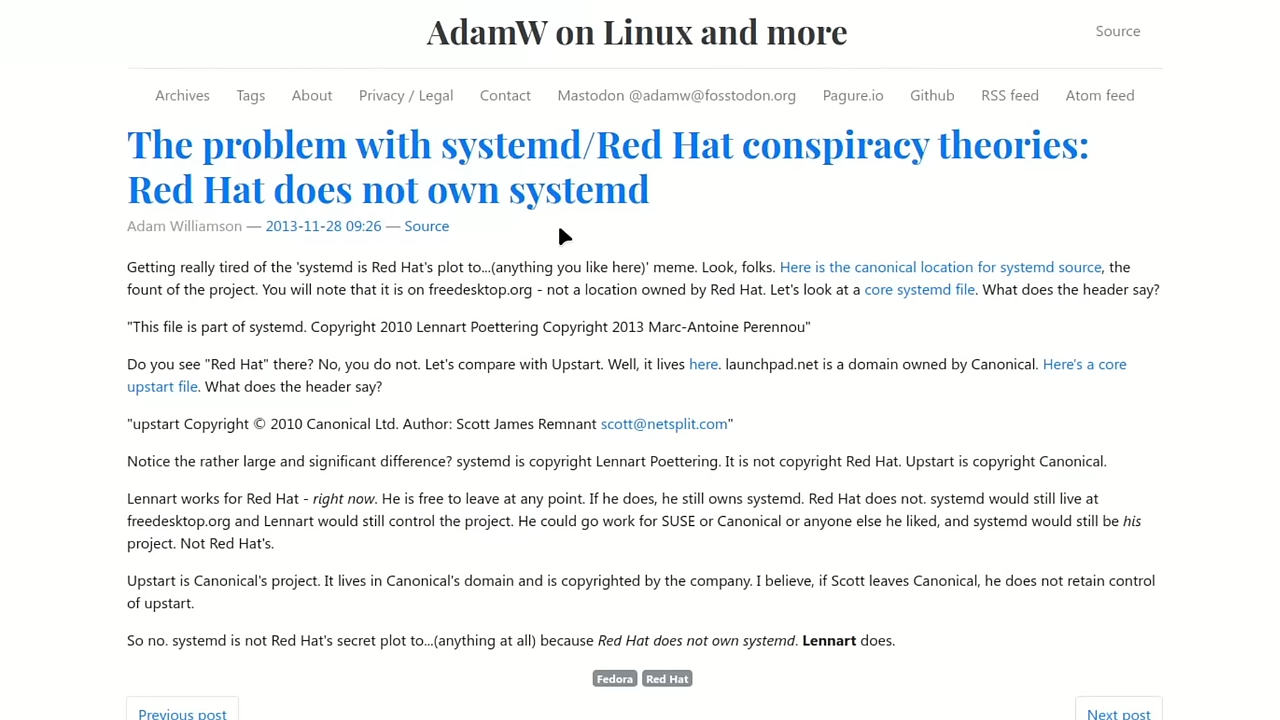 AdamW on Linux and more
Source
Archives Tags About Privacy / Legal Contact Mastodon @adamw@fosstodon.org Pagure.io Github RSS feed Atom feed
The problem with systemd/Red Hat conspiracy theories:
Red Hat does not own systemd
Adam Williamson — 2013-11-28 09:26 — Source
Getting really tired of the 'systemd is Red Hat's plot to...(anything you like here)' meme. Look, folks. Here is the canonical location for systemd source, the
fount of the project. You will note that it is on freedesktop.org - not a location owned by Red Hat. Let's look at a core systemd file. What does the header say?
"This file is part of systemd. Copyright 2010 Lennart Poettering Copyright 2013 Marc-Antoine Perennou"
Do you see "Red Hat" there? No, you do not. Let's compare with Upstart. Well, it lives here. launchpad.net is a domain owned by Canonical. Here's a core
upstart file. What does the header say?
"upstart Copyright © 2010 Canonical Ltd. Author: Scott James Remnant scott@netsplit.com"
Notice the rather large and significant difference? systemd is copyright Lennart Poettering. It is not copyright Red Hat. Upstart is copyright Canonical.
Lennart works for Red Hat - right now. He is free to leave at any point. If he does, he still owns systemd. Red Hat does not. systemd would still live at
freedesktop.org and Lennart would still control the project. He could go work for SUSE or Canonical or anyone else he liked, and systemd would still be his
project. Not Red Hat's.
Upstart is Canonical's project. It lives in Canonical's domain and is copyrighted by the company. I believe, if Scott leaves Canonical, he does not retain control
of upstart.
So no. systemd is not Red Hat's secret plot to...(anything at all) because Red Hat does not own systemd. Lennart does.
Fedora Red Hat
Previous post Next post